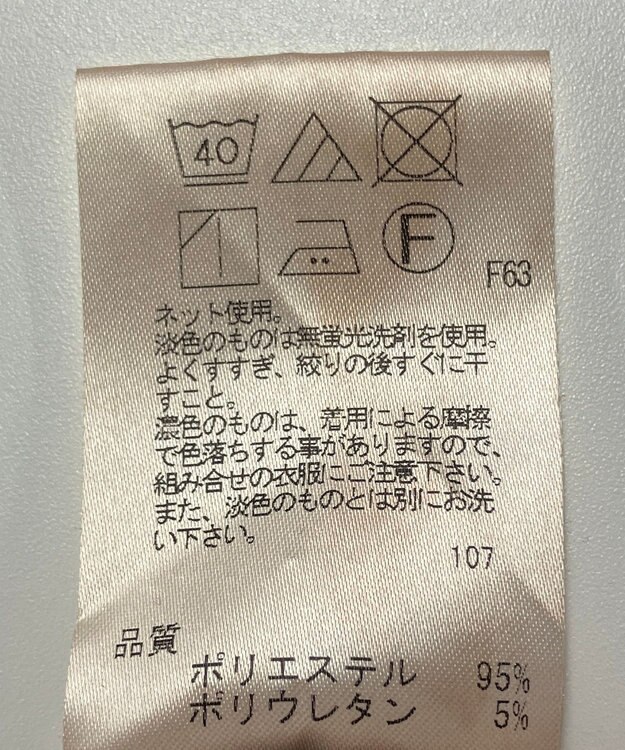 40
F
F63
ネット使用。
淡色のものは無蛍光洗剤を使用。
よくすすぎ、絞りの後すぐに干
すこと。
濃色のものは、着用による摩擦
で色落ちする事がありますので、
組み合せの衣服にご注意下さい。
また、淡色のものとは別にお洗
い下さい。
107
品質
ポリエステル 95%
ポリウレタン 5%